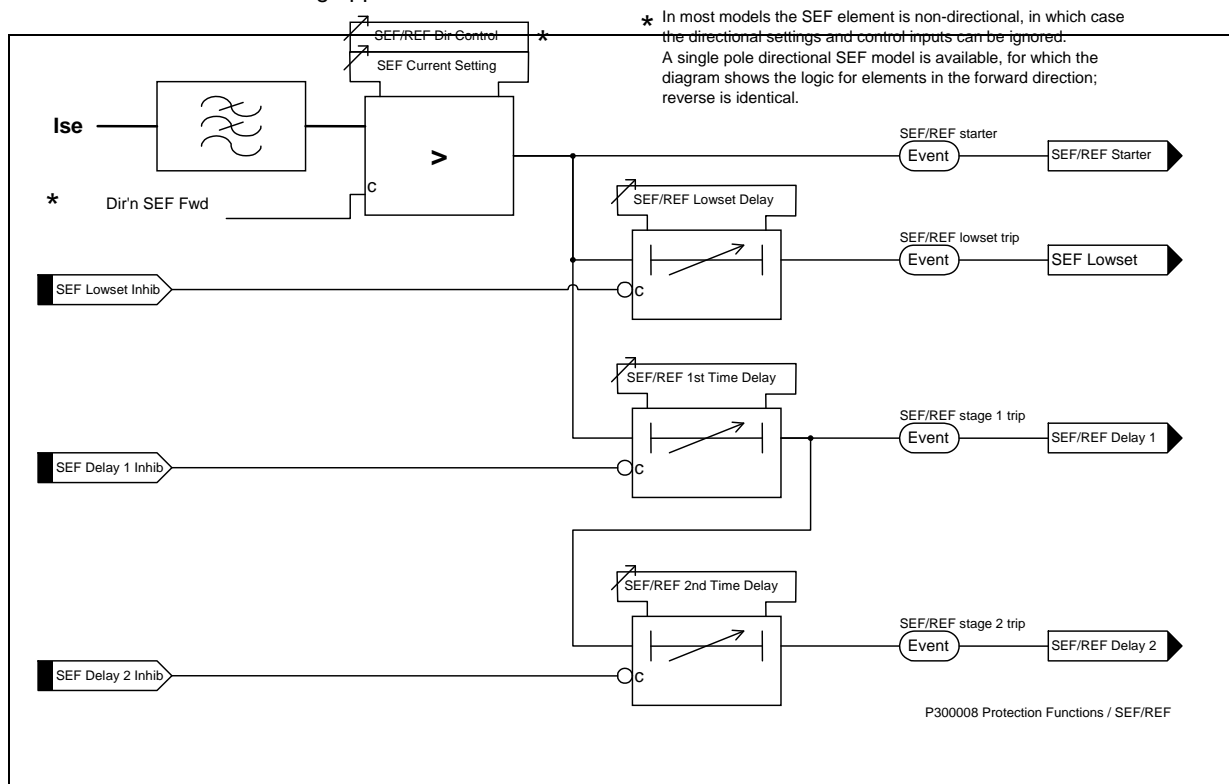 SEF/REF Dir Control
*
SEF Current Setting
* In most models the SEF element is non-directional, in which case
the directional settings and control inputs can be ignored.
A single pole directional SEF model is available, for which the
diagram shows the logic for elements in the forward direction;
reverse is identical.
Ise
>
c
* Dir'n SEF Fwd
SEF/REF starter
Event
SEF/REF Starter
SEF/REF Lowset Delay
SEF/REF lowset trip
Event
SEF Lowset
SEF Lowset Inhib
c
SEF/REF 1st Time Delay
SEF/REF stage 1 trip
Event
SEF/REF Delay 1
SEF Delay 1 Inhib
c
SEF/REF 2nd Time Delay
SEF/REF stage 2 trip
Event
SEF/REF Delay 2
SEF Delay 2 Inhib
c
P300008 Protection Functions / SEF/REF